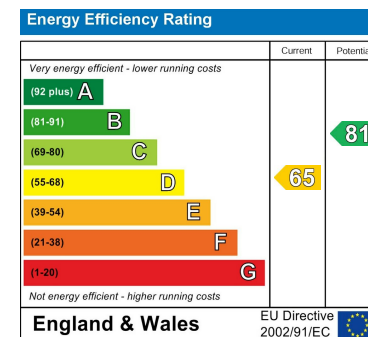 Energy Efficiency Rating
Current Potentia
Very energy efficient - lower running costs
(92 plus) A
(81-91) B
81
(69-80) C
(55-68) D 65
(39-54) E
(21-38) F
(1-20) G
Not energy efficient - higher running costs
England & Wales
EU Directive
2002/91/EC